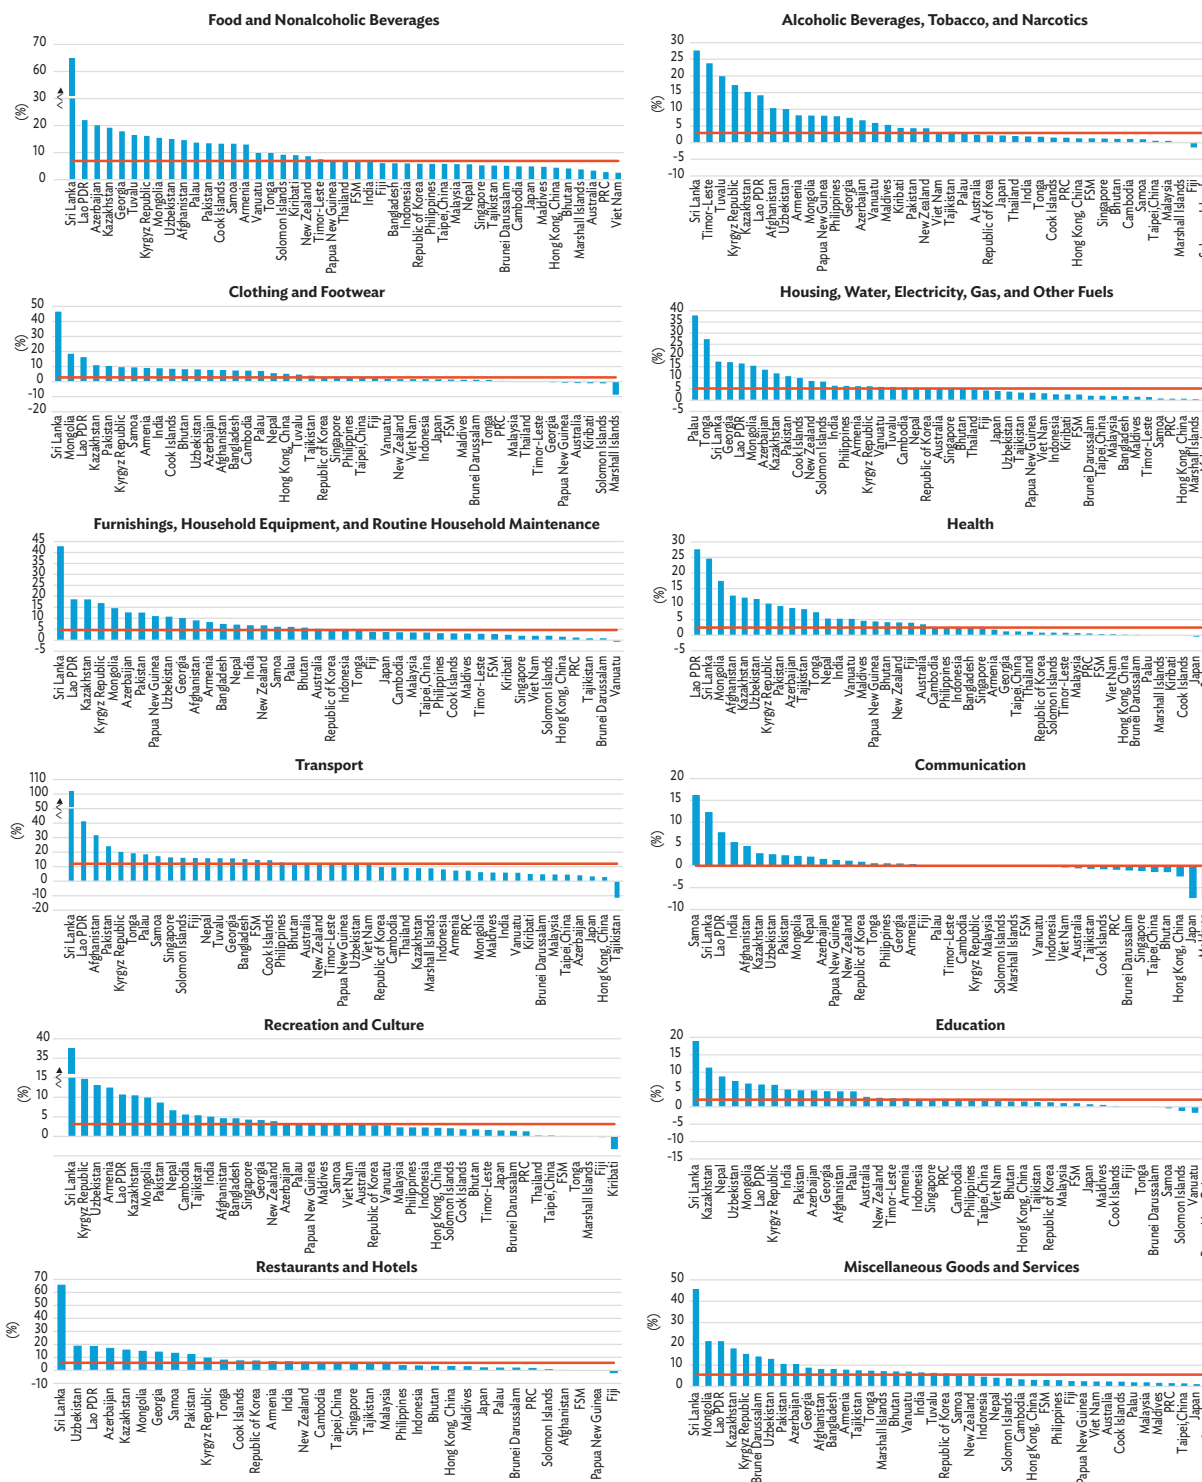 Food and Nonalcoholic Beverages
(%)
70
60
50
40
30
20
10
0
Sri Lanka
Lao PDR
Azerbaijan
Kazakhstan
Georgia
Tuvalu
Kyrgyz Republic
Mongolia
Uzbekistan
Afghanistan
Palau
Pakistan
Cook Islands
Samoa
Armenia
Vanuatu
Tonga
Solomon Islands
Kiribati
New Zealand
Timor-Leste
Papua New Guinea
Thailand
FSM
India
Fiji
Bangladesh
Indonesia
Republic of Korea
Philippines
Taipei,China
Malaysia
Nepal
Singapore
Tajikistan
Brunei Darussalam
Cambodia
Japan
Maldives
Hong Kong, China
Bhutan
Marshall Islands
Australia
PRC
Viet Nam
Alcoholic Beverages, Tobacco, and Narcotics
(%)
30
25
20
15
10
5
0
-5
-10
Sri Lanka
Timor-Leste
Tuvalu
Kyrgyz Republic
Kazakhstan
Lao PDR
Afghanistan
Uzbekistan
Armenia
Mongolia
Papua New Guinea
Philippines
Georgia
Azerbaijan
Vanuatu
Maldives
Kiribati
Pakistan
Nepal
New Zealand
Viet Nam
Tajikistan
Palau
Australia
Republic of Korea
Japan
Thailand
India
Tonga
Cook Islands
PRC
Hong Kong, China
FSM
Singapore
Bhutan
Cambodia
Samoa
Taipei,China
Malaysia
Marshall Islands
Fiji
Clothing and Footwear
50
40
30
20
10
0
-10
-20
Sri Lanka
Mongolia
Lao PDR
Kazakhstan
Pakistan
Kyrgyz Republic
Samoa
Armenia
India
Cook Islands
Bhutan
Uzbekistan
Azerbaijan
Afghanistan
Bangladesh
Cambodia
Palau
Nepal
Hong Kong, China
Tuvalu
Tajikistan
Republic of Korea
Singapore
Philippines
Taipei,China
Fiji
Vanuatu
New Zealand
Viet Nam
Indonesia
Japan
FSM
Maldives
Brunei Darussalam
Tonga
PRC
Malaysia
Thailand
Timor-Leste
Georgia
Papua New Guinea
Australia
Kiribati
Solomon Islands
Marshall Islands
Housing, Water, Electricity, Gas, and Other Fuels
40
35
30
25
20
15
10
5
0
-5
Palau
Tonga
Sri Lanka
Georgia
Lao PDR
Mongolia
Azerbaijan
Kazakhstan
Pakistan
Cook Islands
New Zealand
Solomon Islands
India
Philippines
Armenia
Kyrgyz Republic
Vanuatu
Tuvalu
Cambodia
Nepal
Republic of Korea
Australia
Singapore
Bhutan
Thailand
Fiji
Japan
Uzbekistan
Tajikistan
Papua New Guinea
Viet Nam
Indonesia
Kiribati
FSM
Brunei Darussalam
Taipei,China
Malaysia
Bangladesh
Maldives
Timor-Leste
Samoa
PRC
Hong Kong, China
Marshall Islands
Furnishings, Household Equipment, and Routine Household Maintenance
45
40
35
30
25
20
15
10
5
0
-5
Sri Lanka
Lao PDR
Kazakhstan
Kyrgyz Republic
Mongolia
Azerbaijan
Pakistan
Papua New Guinea
Uzbekistan
Georgia
Afghanistan
Armenia
Bangladesh
Nepal
India
New Zealand
Samoa
Palau
Bhutan
Australia
Republic of Korea
Indonesia
Tonga
Fiji
Japan
Cambodia
Malaysia
Taipei,China
Philippines
Cook Islands
Maldives
Timor-Leste
FSM
Kiribati
Singapore
Viet Nam
Solomon Islands
Hong Kong, China
PRC
Tajikistan
Brunei Darussalam
Vanuatu
Health
(%)
30
25
20
15
10
5
0
-5
Lao PDR
Sri Lanka
Mongolia
Afghanistan
Kazakhstan
Uzbekistan
Kyrgyz Republic
Pakistan
Azerbaijan
Tajikistan
Tonga
Nepal
India
Vanuatu
Maldives
Papua New Guinea
Bhutan
New Zealand
Fiji
Australia
Cambodia
Philippines
Indonesia
Bangladesh
Singapore
Armenia
Georgia
Taipei,China
Thailand
Republic of Korea
Solomon Islands
Timor-Leste
Malaysia
PRC
FSM
Viet Nam
Hong Kong, China
Brunei Darussalam
Palau
Marshall Islands
Kiribati
Cook Islands
Japan
Transport
(%)
110
100
50
40
30
20
10
0
-10
-20
Sri Lanka
Lao PDR
Afghanistan
Pakistan
Kyrgyz Republic
Tonga
Palau
Samoa
Singapore
Solomon Islands
Fiji
Nepal
Tuvalu
Georgia
Bangladesh
FSM
Cook Islands
Philippines
Bhutan
Australia
New Zealand
Timor-Leste
Papua New Guinea
Uzbekistan
Viet Nam
Republic of Korea
Cambodia
Thailand
Kazakhstan
Marshall Islands
Indonesia
Armenia
PRC
Mongolia
Maldives
India
Vanuatu
Kiribati
Brunei Darussalam
Malaysia
Taipei,China
Azerbaijan
Japan
Hong Kong, China
Tajikistan
Communication
(%)
20
15
10
5
0
-5
-10
Samoa
Sri Lanka
Lao PDR
India
Afghanistan
Kazakhstan
Uzbekistan
Pakistan
Mongolia
Nepal
Azerbaijan
Papua New Guinea
New Zealand
Republic of Korea
Tonga
Philippines
Georgia
Armenia
Fiji
Palau
Timor-Leste
Cambodia
Kyrgyz Republic
Malaysia
Solomon Islands
Marshall Islands
FSM
Vanuatu
Indonesia
Viet Nam
Australia
Tajikistan
Cook Islands
PRC
Brunei Darussalam
Singapore
Taipei,China
Bhutan
Hong Kong, China
Japan
Recreation and Culture
(%)
40
35
15
10
5
0
Sri Lanka
Kyrgyz Republic
Uzbekistan
Armenia
Lao PDR
Kazakhstan
Mongolia
Pakistan
Nepal
Cambodia
Tajikistan
India
Afghanistan
Bangladesh
Singapore
Georgia
New Zealand
Azerbaijan
Palau
Papua New Guinea
Maldives
Samoa
Viet Nam
Australia
Republic of Korea
Vanuatu
Malaysia
Philippines
Indonesia
Hong Kong, China
Solomon Islands
Cook Islands
Bhutan
Timor-Leste
Japan
Brunei Darussalam
PRC
Thailand
Taipei,China
FSM
Tonga
Marshall Islands
Fiji
Kiribati
Education
(%)
20
15
10
5
0
-5
-10
-15
Sri Lanka
Kazakhstan
Nepal
Uzbekistan
Mongolia
Lao PDR
Kyrgyz Republic
India
Pakistan
Azerbaijan
Georgia
Afghanistan
Palau
Australia
New Zealand
Timor-Leste
Armenia
Indonesia
Singapore
PRC
Cambodia
Philippines
Taipei,China
Viet Nam
Bhutan
Hong Kong, China
Tajikistan
Republic of Korea
Malaysia
FSM
Japan
Maldives
Cook Islands
Fiji
Tonga
Brunei Darussalam
Samoa
Solomon Islands
Vanuatu
Restaurants and Hotels
(%)
70
60
50
40
30
20
10
0
-10
Sri Lanka
Uzbekistan
Lao PDR
Azerbaijan
Kazakhstan
Mongolia
Georgia
Samoa
Pakistan
Kyrgyz Republic
Tonga
Cook Islands
Republic of Korea
Armenia
India
New Zealand
Cambodia
Taipei,China
Singapore
Tajikistan
Malaysia
Philippines
Indonesia
Bhutan
Hong Kong, China
Maldives
Japan
Palau
Brunei Darussalam
PRC
Solomon Islands
Afghanistan
FSM
Papua New Guinea
Fiji
Miscellaneous Goods and Services
(%)
50
40
30
20
10
0
Sri Lanka
Mongolia
Lao PDR
Kazakhstan
Kyrgyz Republic
Brunei Darussalam
Uzbekistan
Pakistan
Azerbaijan
Georgia
Afghanistan
Bangladesh
Armenia
Tajikistan
Tonga
Marshall Islands
India
Vanuatu
Samoa
Tuvalu
Republic of Korea
Palau
New Zealand
Indonesia
Nepal
Solomon Islands
Cambodia
Hong Kong, China
FSM
Philippines
Fiji
Papua New Guinea
Viet Nam
Australia
Cook Islands
Palau
Malaysia
Maldives
PRC
Taipei,China
Japan